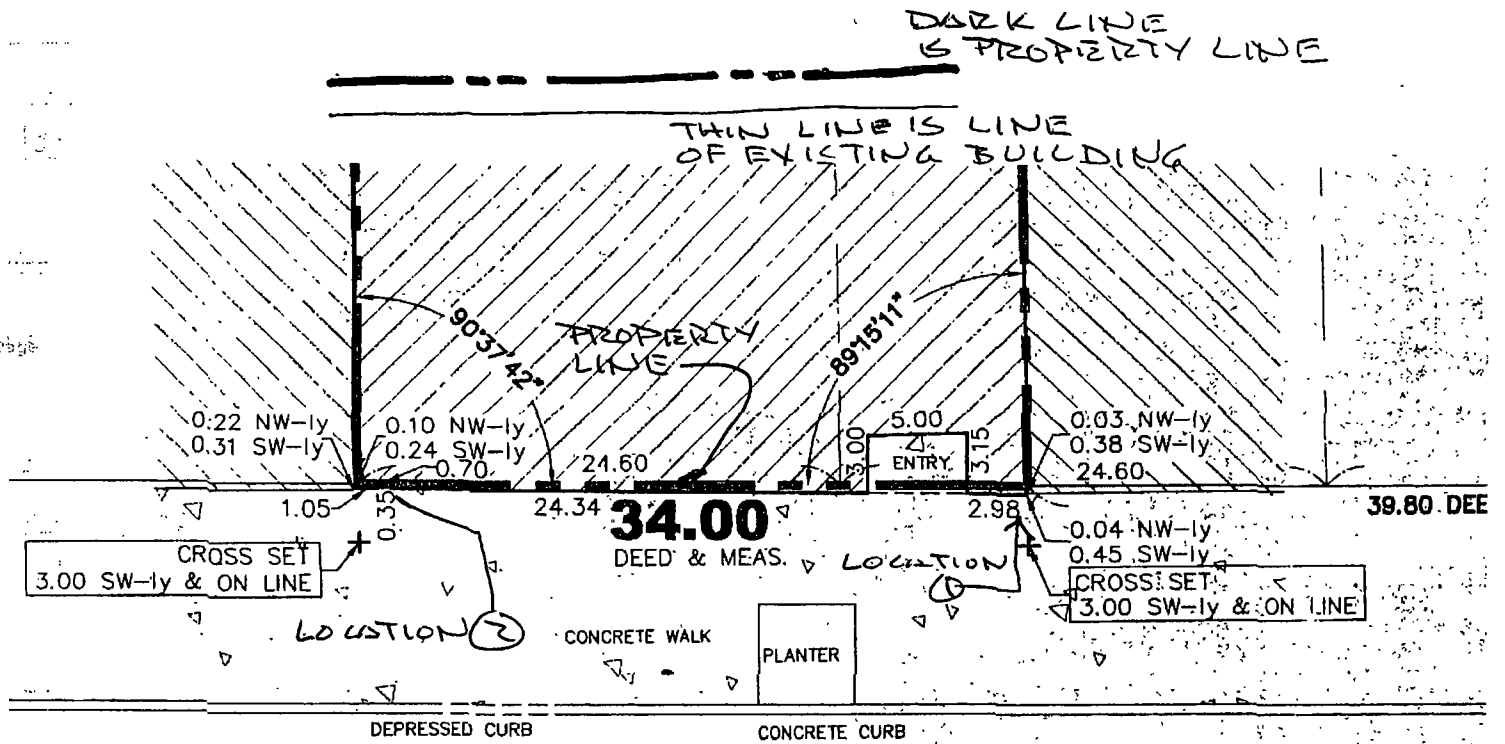 DARK LINE
IS PROPERTY LINE
THIN LINE IS LINE
OF EXISTING BUILDING
90°37'42"
PROPERTY
LINE
89°15'11"
0.22 NW-ly
0.31 SW-ly
0.10 NW-ly
0.24 SW-ly
0.70
24.60
3.00
5.00
ENTRY
3.15
0.03 NW-ly
0.38 SW-ly
24.60
1.05
0.35
24.34
34.00
DEED & MEAS.
2.98
39.80 DEE
0.04 NW-ly
0.45 SW-ly
CROSS SET
3.00 SW-ly & ON LINE
LOCATION 1
CROSS SET
3.00 SW-ly & ON LINE
LOCATION 2
CONCRETE WALK
PLANTER
DEPRESSED CURB
CONCRETE CURB